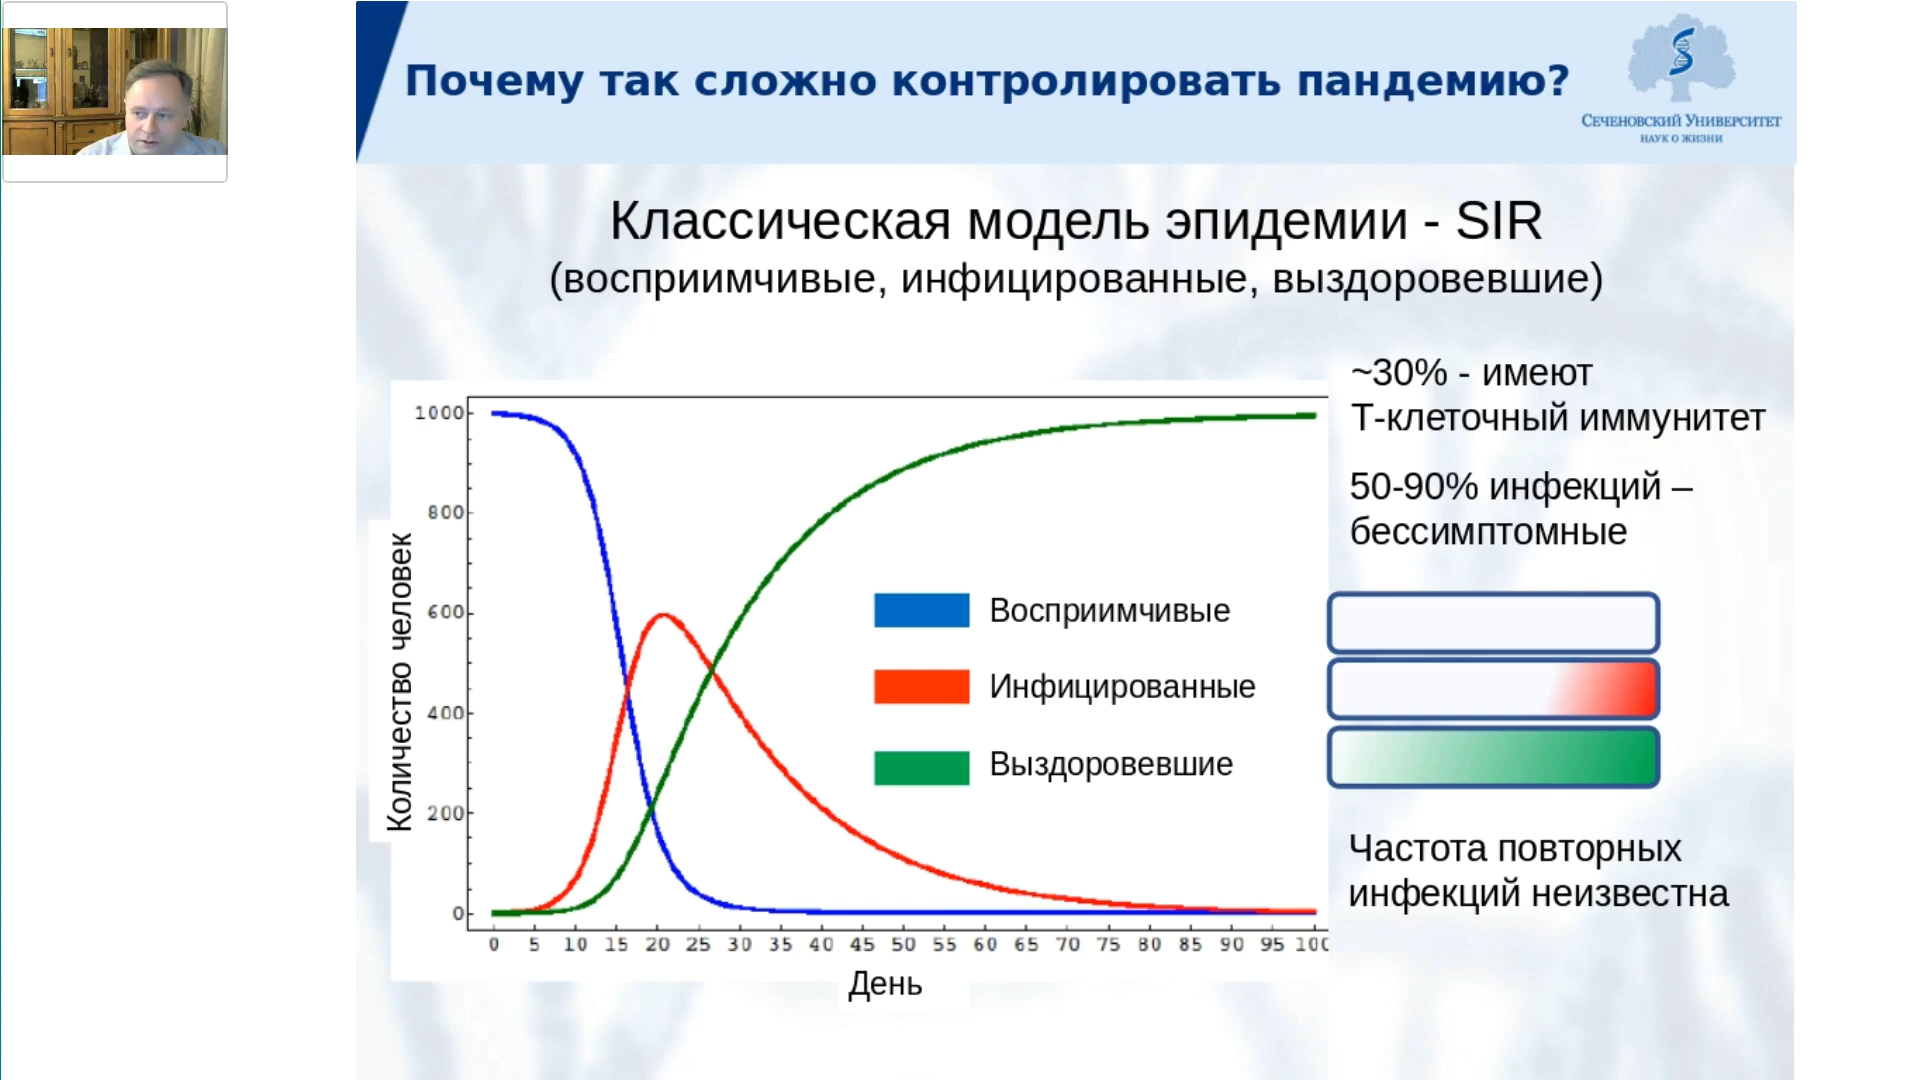 Почему так сложно контролировать пандемию?
Сеченовский Университет
наук о жизни
Классическая модель эпидемии - SIR
(восприимчивые, инфицированные, выздоровевшие)
~30% - имеют
Т-клеточный иммунитет
50-90% инфекций –
бессимптомные
Количество человек
1000
800
600
400
200
0
Восприимчивые
Инфицированные
Выздоровевшие
0 5 10 15 20 25 30 35 40 45 50 55 60 65 70 75 80 85 90 95 100
День
Частота повторных
инфекций неизвестна